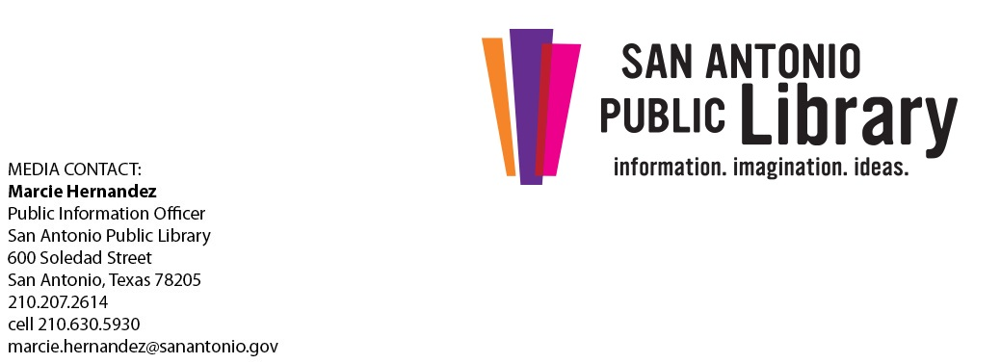 SAN ANTONIO
PUBLIC Library
information. imagination. ideas.
MEDIA CONTACT:
Marcie Hernandez
Public Information Officer
San Antonio Public Library
600 Soledad Street
San Antonio, Texas 78205
210.207.2614
cell 210.630.5930
marcie.hernandez@sanantonio.gov